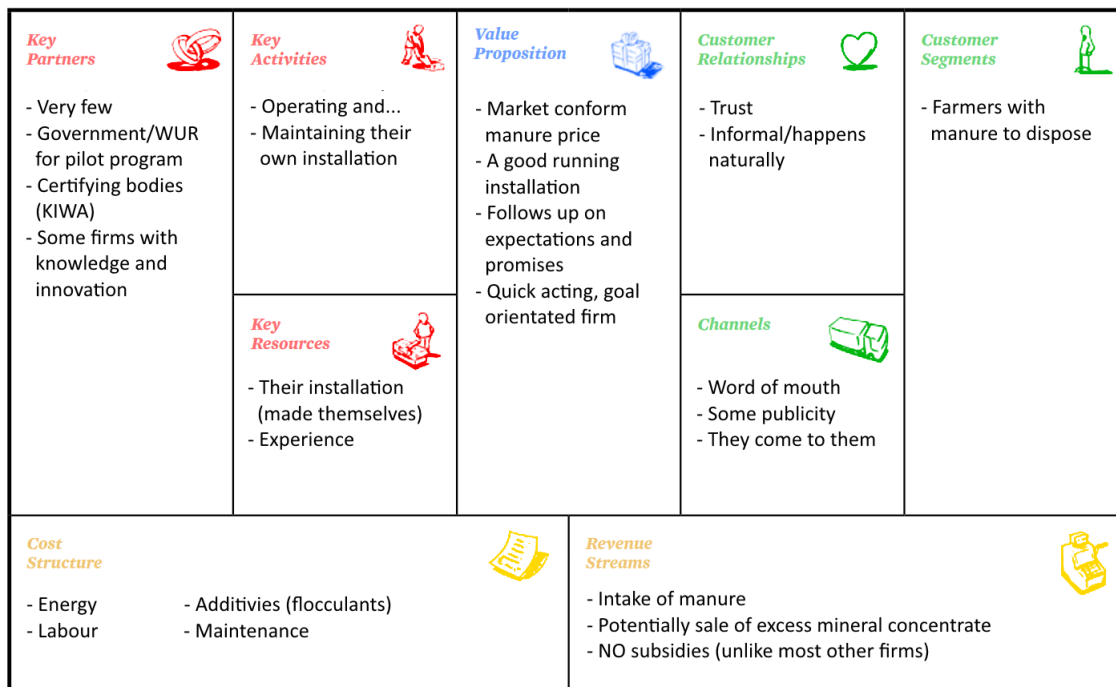 Key
Partners
- Very few
- Government/WUR
for pilot program
- Certifying bodies
(KIWA)
- Some firms with
knowledge and
innovation
Key
Activities
- Operating and...
- Maintaining their
own installation
Key
Resources
- Their installation
(made themselves)
- Experience
Value
Proposition
- Market conform
manure price
- A good running
installation
- Follows up on
expectations and
promises
- Quick acting, goal
orientated firm
Customer
Relationships
- Trust
- Informal/happens
naturally
Channels
- Word of mouth
- Some publicity
- They come to them
Customer
Segments
- Farmers with
manure to dispose
Cost
Structure
- Energy
- Labour
- Additivies (flocculants)
- Maintenance
Revenue
Streams
- Intake of manure
- Potentially sale of excess mineral concentrate
- NO subsidies (unlike most other firms)